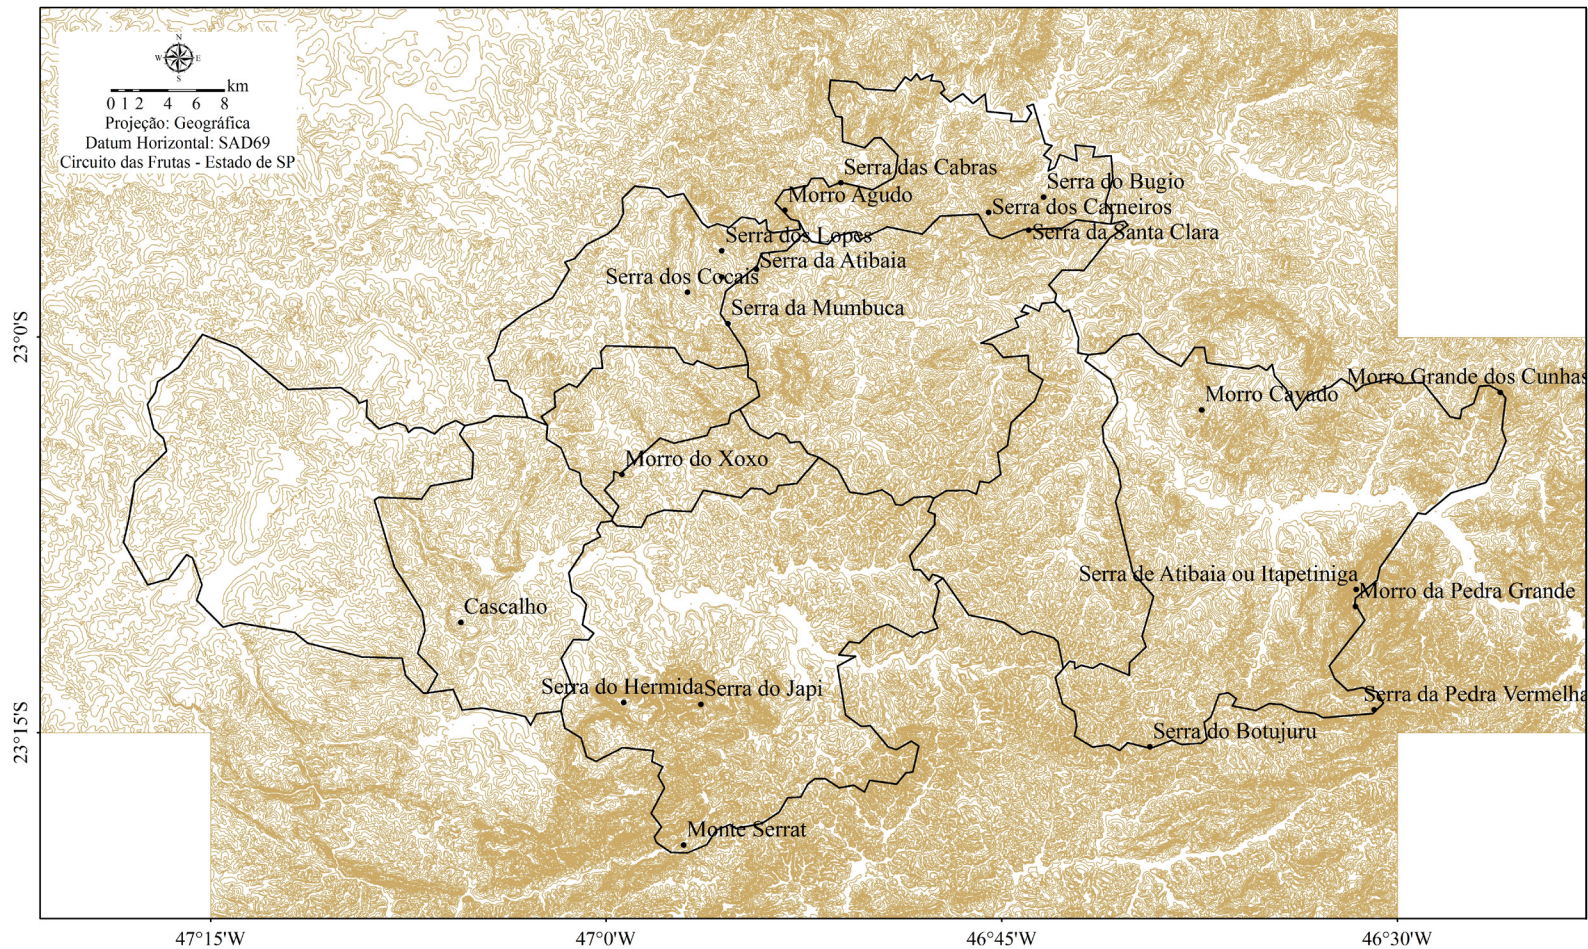 N
W E
S
km
0 1 2 4 6 8
Projeção: Geográfica
Datum Horizontal: SAD69
Circuito das Frutas - Estado de SP
Serra das Cabras
Serra do Bugio
Morro Agudo
Serra dos Carneiros
Serra da Santa Clara
Serra dos Lopes
Serra da Atibaia
Serra dos Cocais
Serra da Mumbuca
23°0'S
Morro Grande dos Cunhas
Morro Cavado
Morro do Xoxo
Serra de Atibaia ou Itapetiniga
Morro da Pedra Grande
Cascalho
Serra do Hermida
Serra do Japi
Serra da Pedra Vermelha
23°15'S
Serra do Botujuru
Monte Serrat
47°15'W 47°0'W 46°45'W 46°30'W